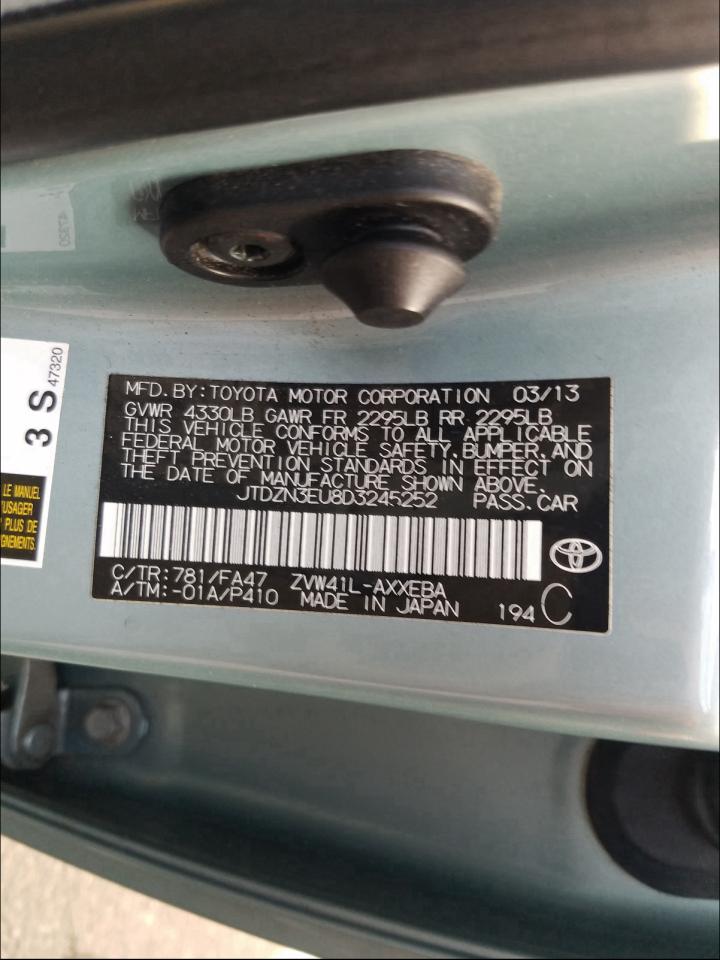 3 S 47320
LE MANUEL
MFD. BY: TOYOTA MOTOR CORPORATION 03/13
GVWR 4330LB GAWR FR 2295LB RR 2295LB
THIS VEHICLE CONFORMS TO ALL APPLICABLE
FEDERAL MOTOR VEHICLE SAFETY, BUMPER, AND
THEFT PREVENTION STANDARDS IN EFFECT ON
THE DATE OF MANUFACTURE SHOWN ABOVE.
JTDZN3EU8D3245252 PASS. CAR
C/TR: 781/FA47 ZVW41L-AXXEBA
A/TM: -01A/P410 MADE IN JAPAN 194 C
PLUS DE